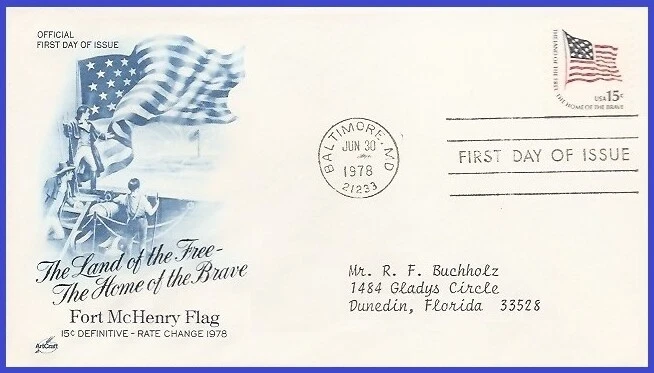 OFFICIAL
FIRST DAY OF ISSUE
The Land of the Free-
The Home of the Brave
Fort McHenry Flag
15¢ DEFINITIVE - RATE CHANGE 1978
ArtCraft
BALTIMORE, MD
JUN 30
1978
21233
THE LAND OF THE FREE THE HOME OF THE BRAVE
USA 15c
FIRST DAY OF ISSUE
Mr. R. F. Buchholz
1484 Gladys Circle
Dunedin, Florida 33528